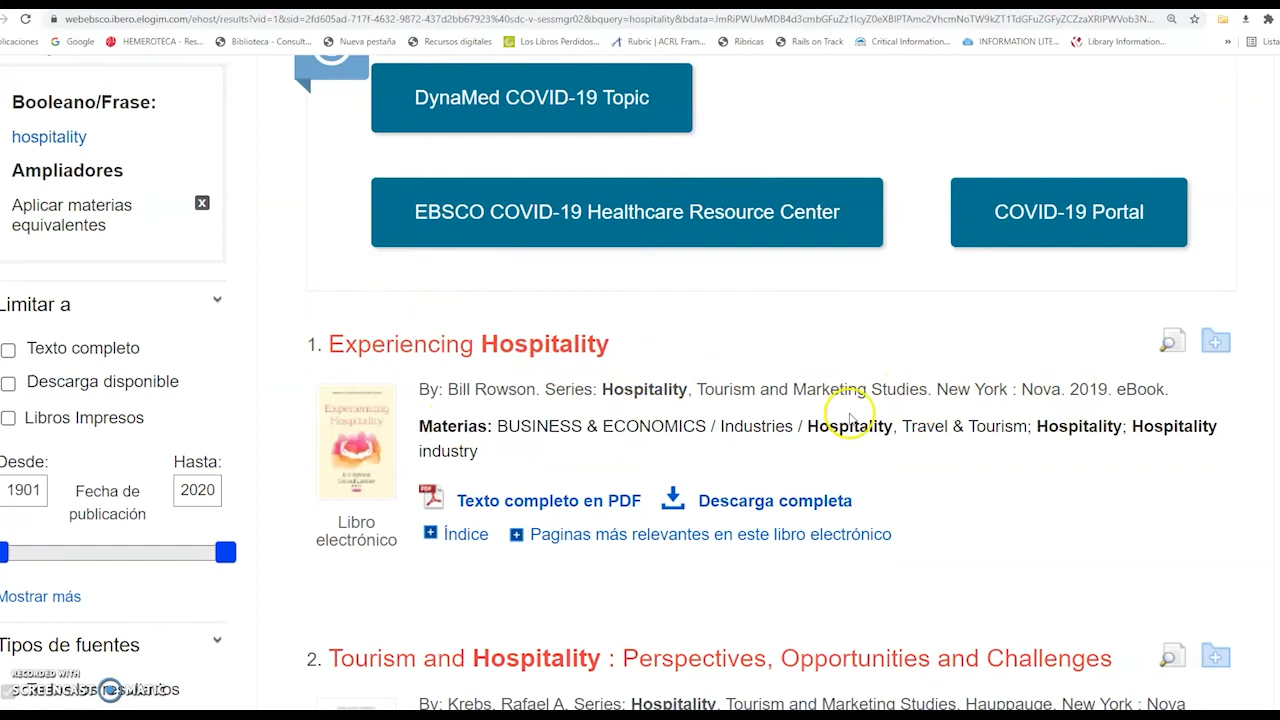 webebsco.ibero.elogim.com/ehost/results?vid=1&sid=2fd605ad-717f-4632-9872-437d2bb67923%40sdc-v-sessmgr02&bquery=hospitality&bdata=
plicaciones Google HEMEROTECA - Res... Biblioteca - Consult... Nueva pestaña Recursos digitales Los Libros Perdidos... Rubric | ACRL Fram... Rúbricas Rails on Track Critical Information... INFORMATION LITE... Library Information... » Lista
Booleano/Frase:
hospitality
Ampliadores
Aplicar materias
equivalentes
Limitar a
Texto completo
Descarga disponible
Libros Impresos
Desde: Hasta:
1901 Fecha de 2020
publicación
Mostrar más
Tipos de fuentes
RECORDED WITH
SCREENCAST-O-MATIC
DynaMed COVID-19 Topic
EBSCO COVID-19 Healthcare Resource Center COVID-19 Portal
1. Experiencing Hospitality
By: Bill Rowson. Series: Hospitality, Tourism and Marketing Studies. New York : Nova. 2019. eBook.
Materias: BUSINESS & ECONOMICS / Industries / Hospitality, Travel & Tourism; Hospitality; Hospitality
industry
Experiencing
Hospitality
PDF Texto completo en PDF Descarga completa
Libro
electrónico
Índice Paginas más relevantes en este libro electrónico
2. Tourism and Hospitality : Perspectives, Opportunities and Challenges
By: Krebs, Rafael A. Series: Hospitality, Tourism and Marketing Studies. Hauppauge, New York : Nova